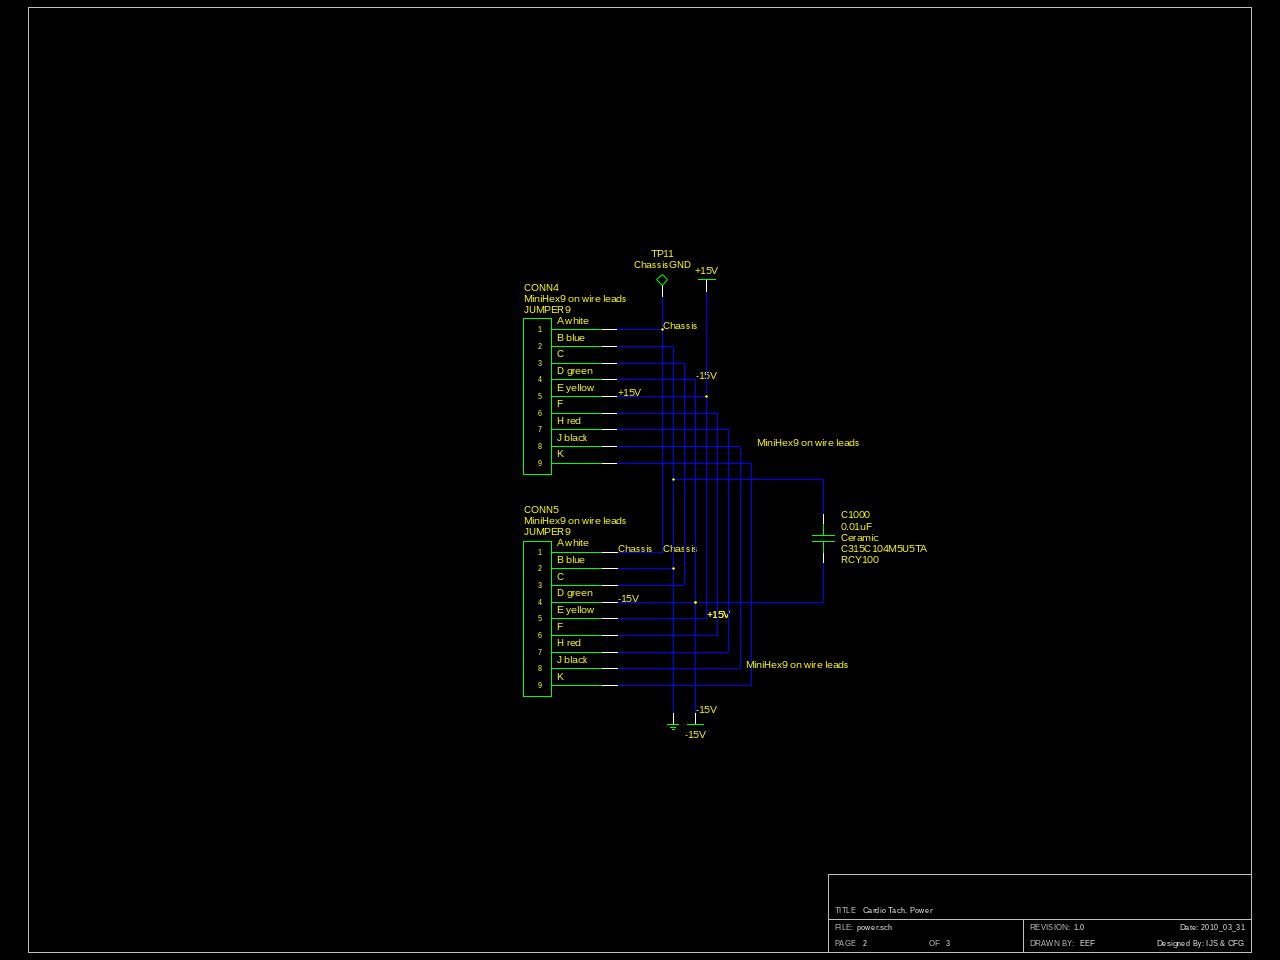 TP11
ChassisGND
+15V
CONN4
MiniHex9 on wire leads
JUMPER9
A white
1
Chassis
B blue
2
C
3
D green
4
-15V
E yellow
5
+15V
F
6
H red
7
J black
8
MiniHex9 on wire leads
K
9
CONN5
MiniHex9 on wire leads
JUMPER9
C1000
0.01uF
Ceramic
C315C104M5U5TA
RCY100
A white
1
Chassis
Chassis
B blue
2
C
3
D green
4
-15V
E yellow
5
+15V
F
6
H red
7
J black
8
MiniHex9 on wire leads
K
9
-15V
-15V
TITLE Cardio Tach. Power
FILE: power.sch
REVISION: 1.0
Date: 2010_03_31
PAGE 2 OF 3
DRAWN BY: EEF
Designed By: IJS & CFG